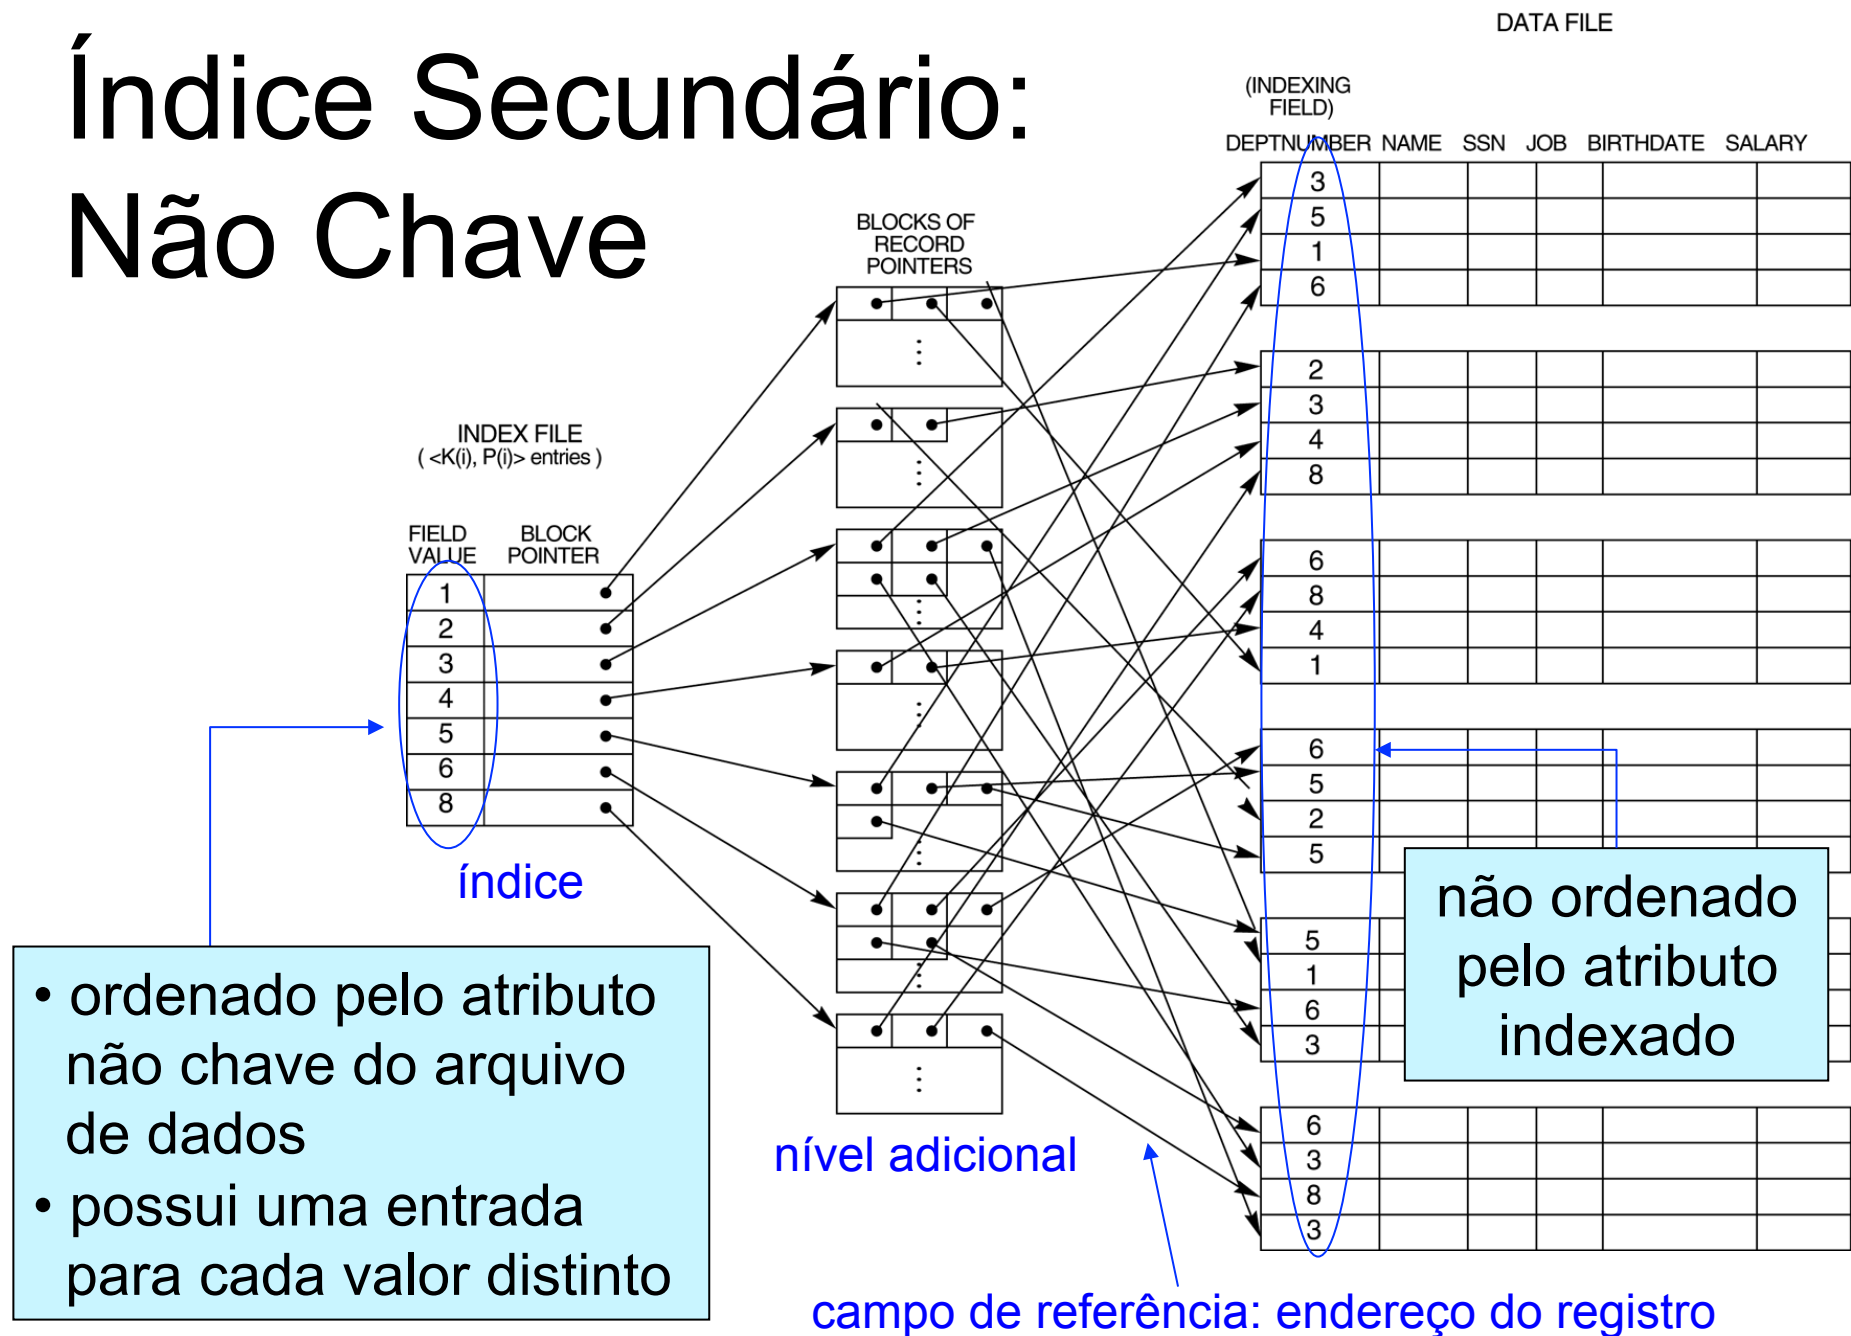 Índice Secundário:
Não Chave
DATA FILE
(INDEXING
FIELD)
DEPTNUMBER NAME SSN JOB BIRTHDATE SALARY
3
5
1
6
2
3
4
8
6
8
4
1
6
5
2
5
5
1
6
3
6
3
8
3
BLOCKS OF
RECORD
POINTERS
INDEX FILE
( <K(i), P(i)> entries )
FIELD
VALUE
BLOCK
POINTER
1
2
3
4
5
6
8
índice
• ordenado pelo atributo
não chave do arquivo
de dados
• possui uma entrada
para cada valor distinto
nível adicional
não ordenado
pelo atributo
indexado
campo de referência: endereço do registro